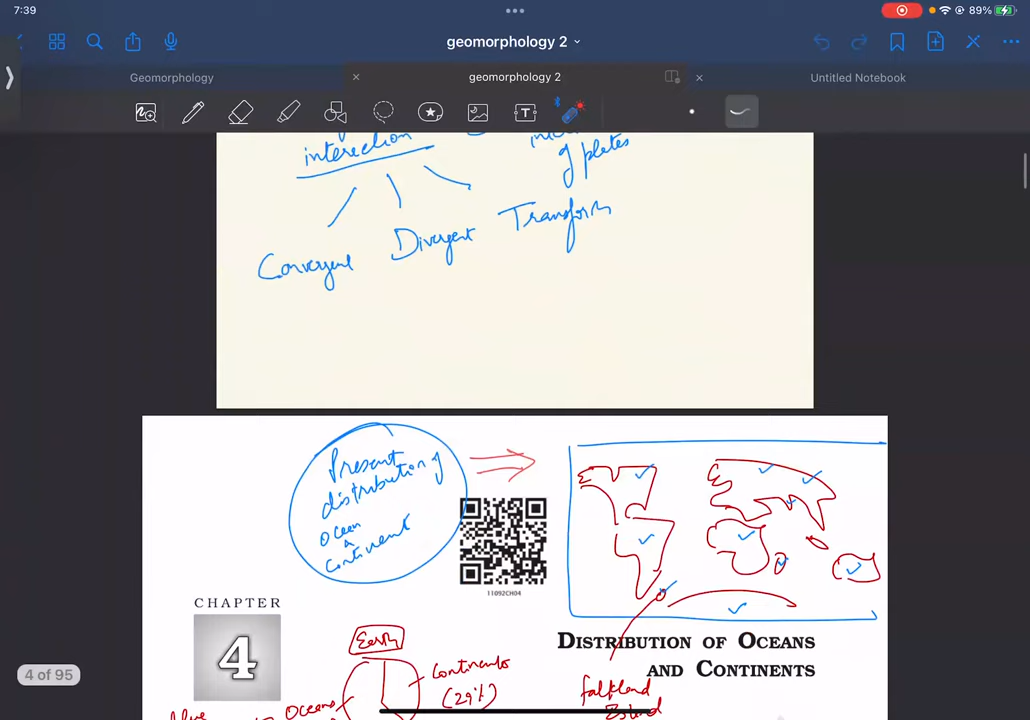 7:39
89%
geomorphology 2
Geomorphology
geomorphology 2
Untitled Notebook
interection
of plates
Convergent
Divergent
Transform
Present
distribution of
Ocean
&
Continent
11092CH04
CHAPTER
4
DISTRIBUTION OF OCEANS
AND CONTINENTS
Earth
Continents
(29%)
Oceans
falkland
Island
4 of 95